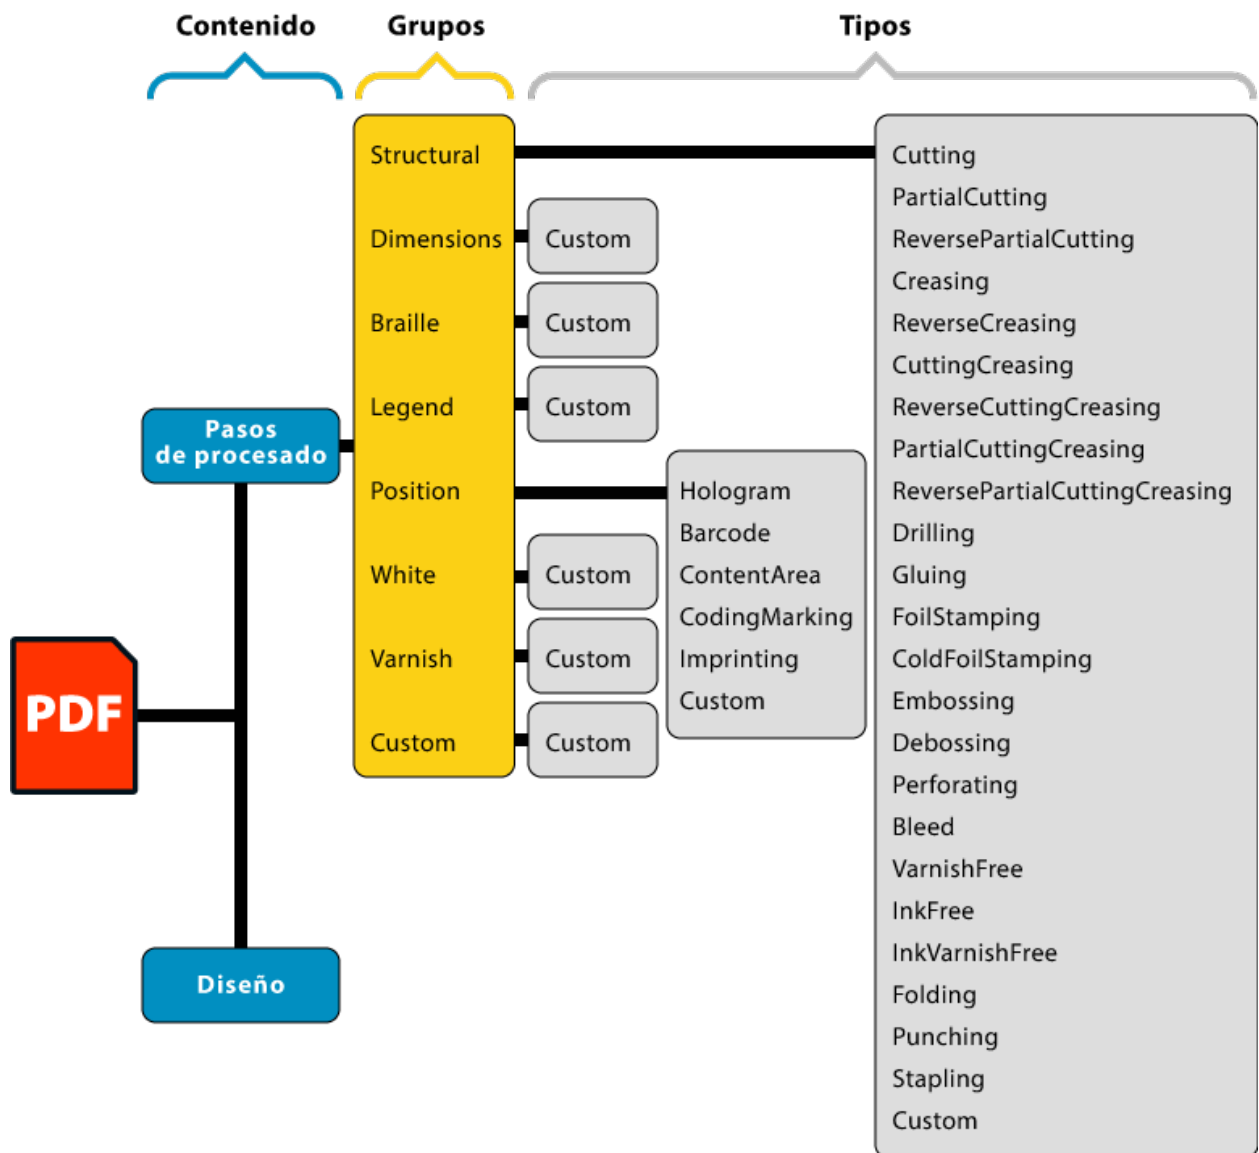 Contenido
Grupos
Tipos
Structural
Dimensions
Braille
Legend
Position
White
Varnish
Custom
Custom
Custom
Custom
Custom
Custom
Custom
Hologram
Barcode
ContentArea
CodingMarking
Imprinting
Custom
Cutting
PartialCutting
ReversePartialCutting
Creasing
ReverseCreasing
CuttingCreasing
ReverseCuttingCreasing
PartialCuttingCreasing
ReversePartialCuttingCreasing
Drilling
Gluing
FoilStamping
ColdFoilStamping
Embossing
Debossing
Perforating
Bleed
VarnishFree
InkFree
InkVarnishFree
Folding
Punching
Stapling
Custom
Pasos
de procesado
PDF
Diseño